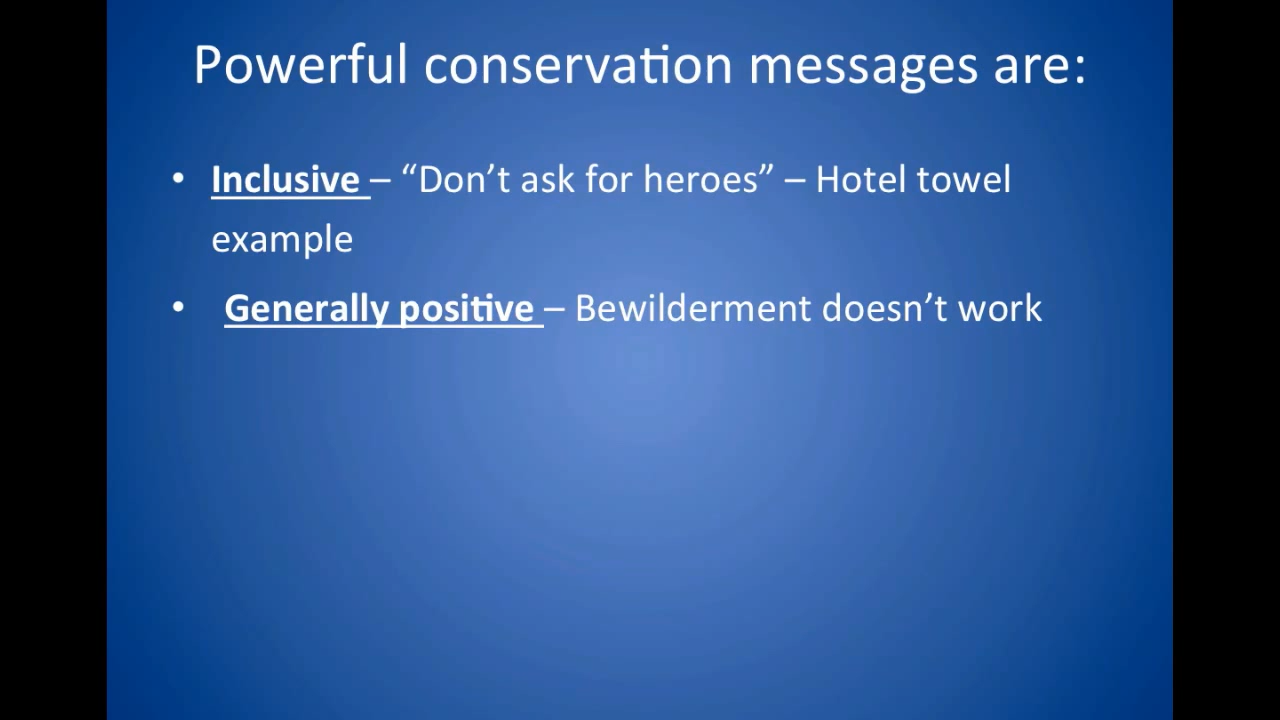 Powerful conservation messages are:
• Inclusive – “Don’t ask for heroes” – Hotel towel
example
• Generally positive – Bewilderment doesn’t work